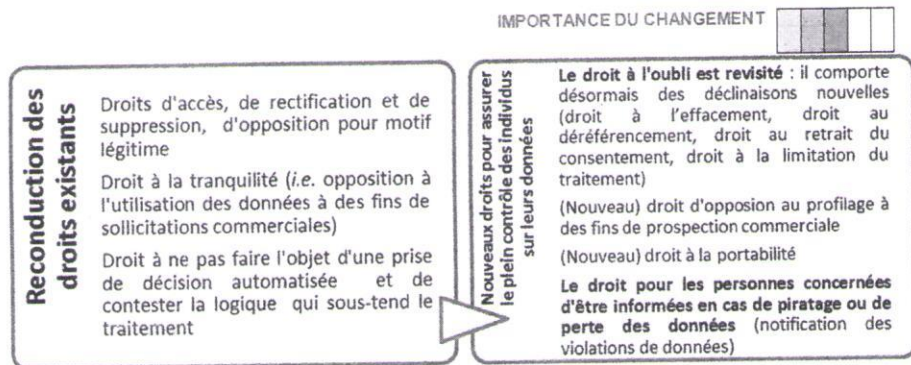 IMPORTANCE DU CHANGEMENT
Reconduction des
droits existants
Droits d'accès, de rectification et de
suppression, d'opposition pour motif
légitime
Droit à la tranquilité (i.e. opposition à
l'utilisation des données à des fins de
sollicitations commerciales)
Droit à ne pas faire l'objet d'une prise
de décision automatisée et de
contester la logique qui sous-tend le
traitement
Nouveaux droits pour assurer
le plein contrôle des individus
sur leurs données
Le droit à l'oubli est revisité : il comporte
désormais des déclinaisons nouvelles
(droit à l'effacement, droit au
déréférencement, droit au retrait du
consentement, droit à la limitation du
traitement)
(Nouveau) droit d'opposion au profilage à
des fins de prospection commerciale
(Nouveau) droit à la portabilité
Le droit pour les personnes concernées
d'être informées en cas de piratage ou de
perte des données (notification des
violations de données)